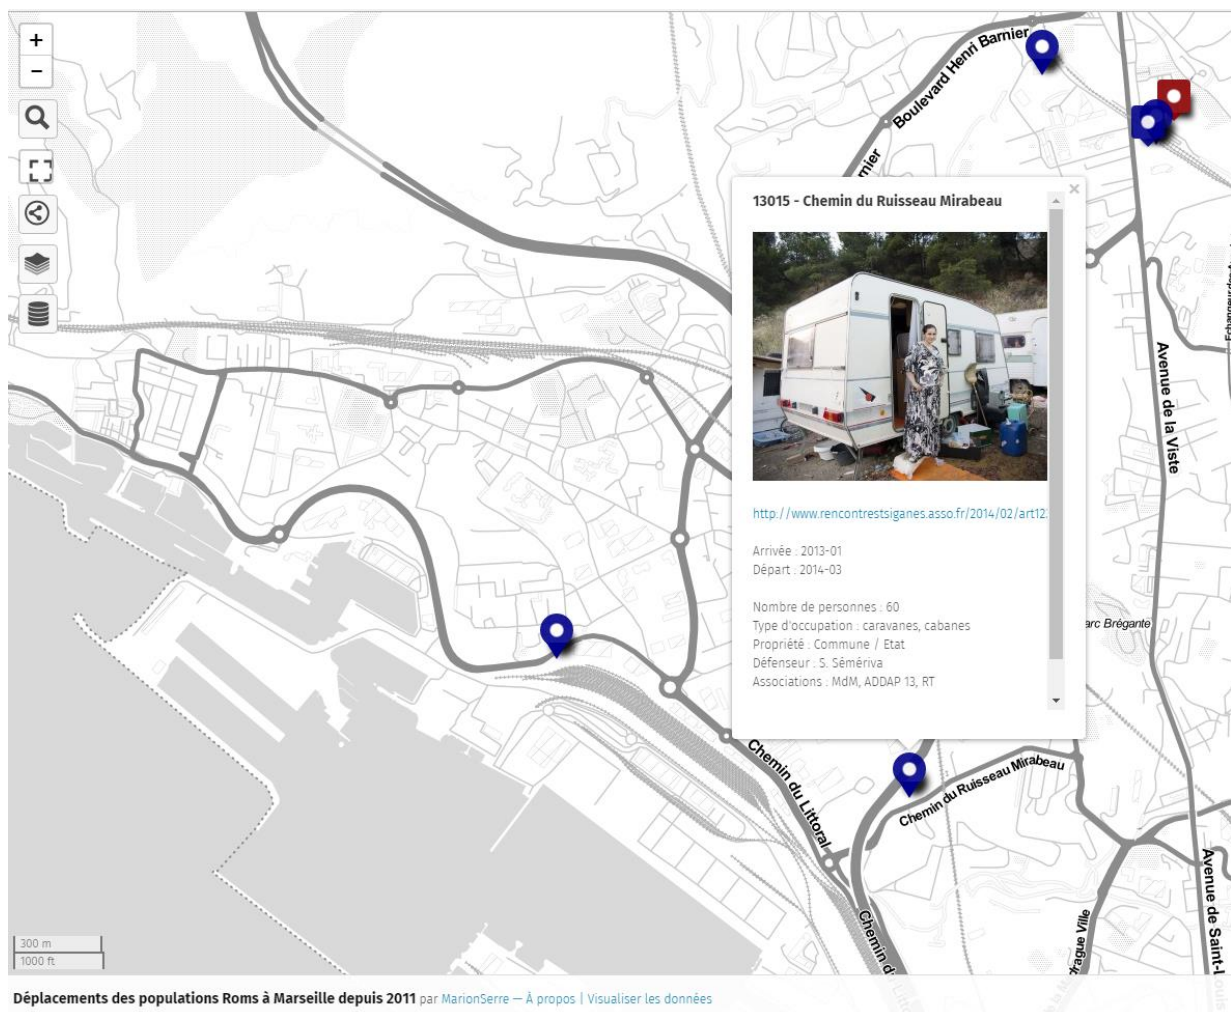 +
−
Boulevard Henri Barnier
13015 - Chemin du Ruisseau Mirabeau
http://www.rencontrestsiganes.asso.fr/2014/02/art12
Arrivée : 2013-01
Départ : 2014-03
Nombre de personnes : 60
Type d'occupation : caravanes, cabanes
Propriété : Commune / Etat
Défenseur : S. Sémériva
Associations : MdM, ADDAP 13, RT
Avenue de la Viste
arc Brégante
Chemin du Littoral
Chemin du Ruisseau Mirabeau
Avenue de Saint-L
Chemin d
drague Ville
300 m
1000 ft
Déplacements des populations Roms à Marseille depuis 2011 par MarionSerre — À propos | Visualiser les données